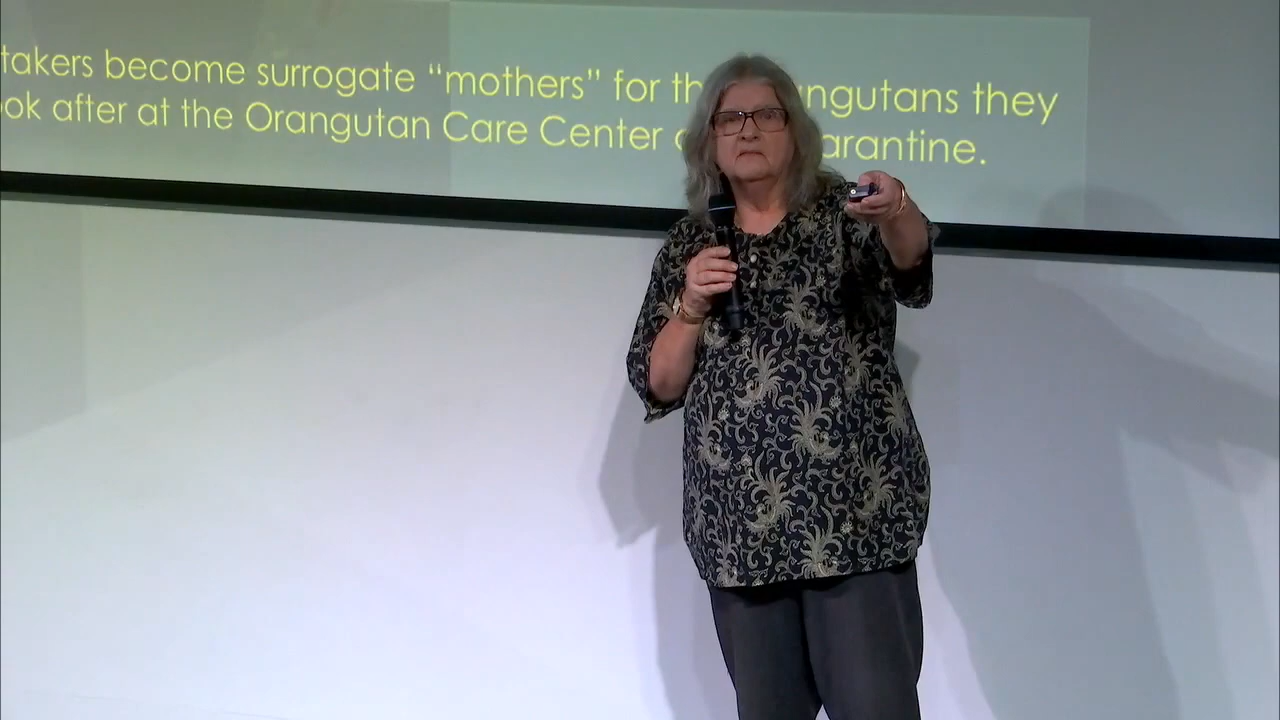 takers become surrogate “mothers” for th ngutans they
ok after at the Orangutan Care Center arantine.